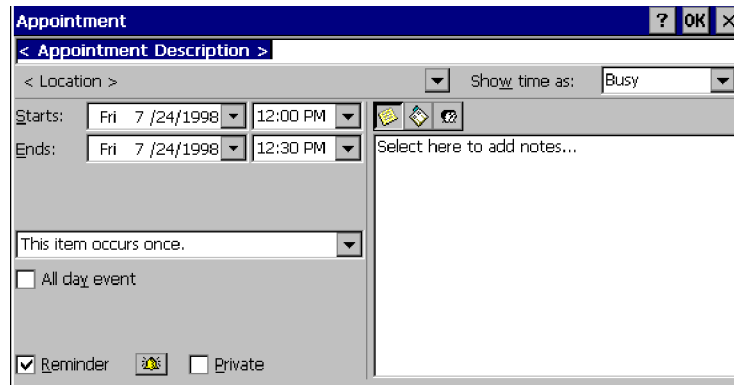 Appointment ? OK ×
< Appointment Description >
< Location > Show time as: Busy
Starts: Fri 7 /24/1998 12:00 PM
Ends: Fri 7 /24/1998 12:30 PM
Select here to add notes...
This item occurs once.
All day event
Reminder Private